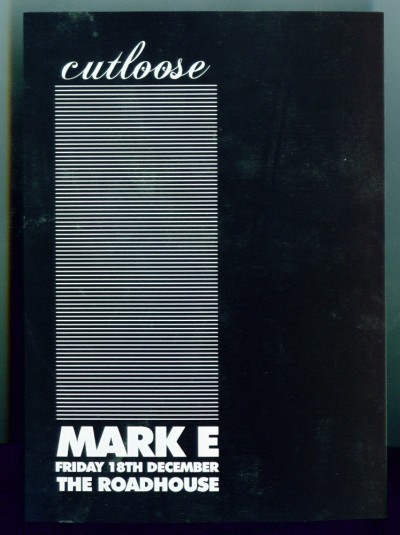 cutloose
MARK E
FRIDAY 18TH DECEMBER
THE ROADHOUSE